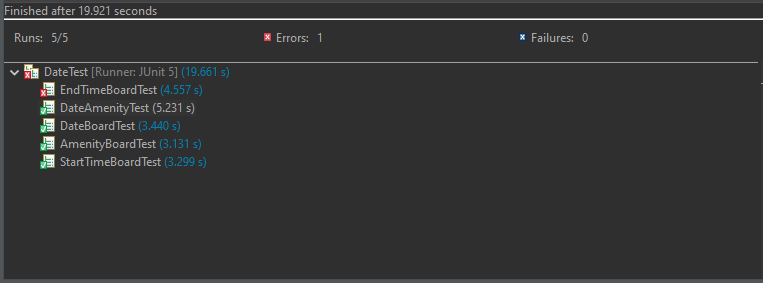 Finished after 19.921 seconds
Runs: 5/5 Errors: 1 Failures: 0
DateTest [Runner: JUnit 5] (19.661 s)
EndTimeBoardTest (4.557 s)
DateAmenityTest (5.231 s)
DateBoardTest (3.440 s)
AmenityBoardTest (3.131 s)
StartTimeBoardTest (3.299 s)